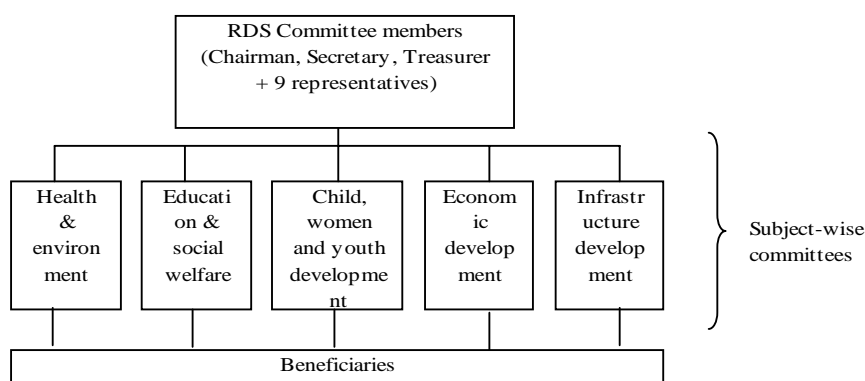 RDS Committee members
(Chairman, Secretary, Treasurer
+ 9 representatives)
Health
&
environ
ment
Educati
on &
social
welfare
Child,
women
and youth
developme
nt
Econom
ic
develop
ment
Infrastr
ucture
develop
ment
Subject-wise
committees
Beneficiaries